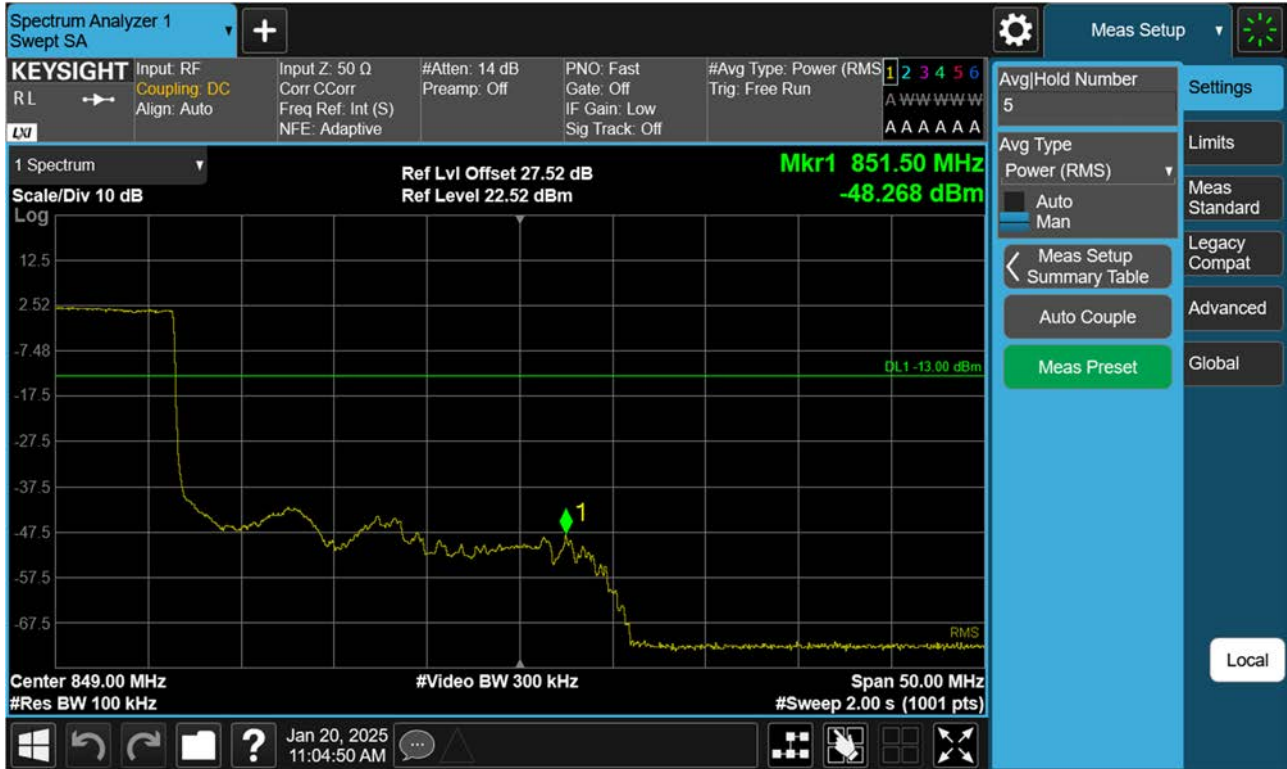 Spectrum Analyzer 1
Swept SA
Meas Setup
KEYSIGHT
R L
LXI
Input: RF
Coupling: DC
Align: Auto
Input Z: 50 Ω
Corr CCorr
Freq Ref: Int (S)
NFE: Adaptive
#Atten: 14 dB
Preamp: Off
PNO: Fast
Gate: Off
IF Gain: Low
Sig Track: Off
#Avg Type: Power (RMS
Trig: Free Run
1 2 3 4 5 6
A W W W W W
A A A A A A
1 Spectrum
Scale/Div 10 dB
Ref Lvl Offset 27.52 dB
Ref Level 22.52 dBm
Mkr1 851.50 MHz
-48.268 dBm
Log
12.5
2.52
-7.48
-17.5
-27.5
-37.5
-47.5
-57.5
-67.5
DL1 -13.00 dBm
1
RMS
Center 849.00 MHz
#Res BW 100 kHz
#Video BW 300 kHz
Span 50.00 MHz
#Sweep 2.00 s (1001 pts)
Avg|Hold Number
5
Avg Type
Power (RMS)
Auto
Man
Meas Setup
Summary Table
Auto Couple
Meas Preset
Settings
Limits
Meas
Standard
Legacy
Compat
Advanced
Global
Local
?
Jan 20, 2025
11:04:50 AM